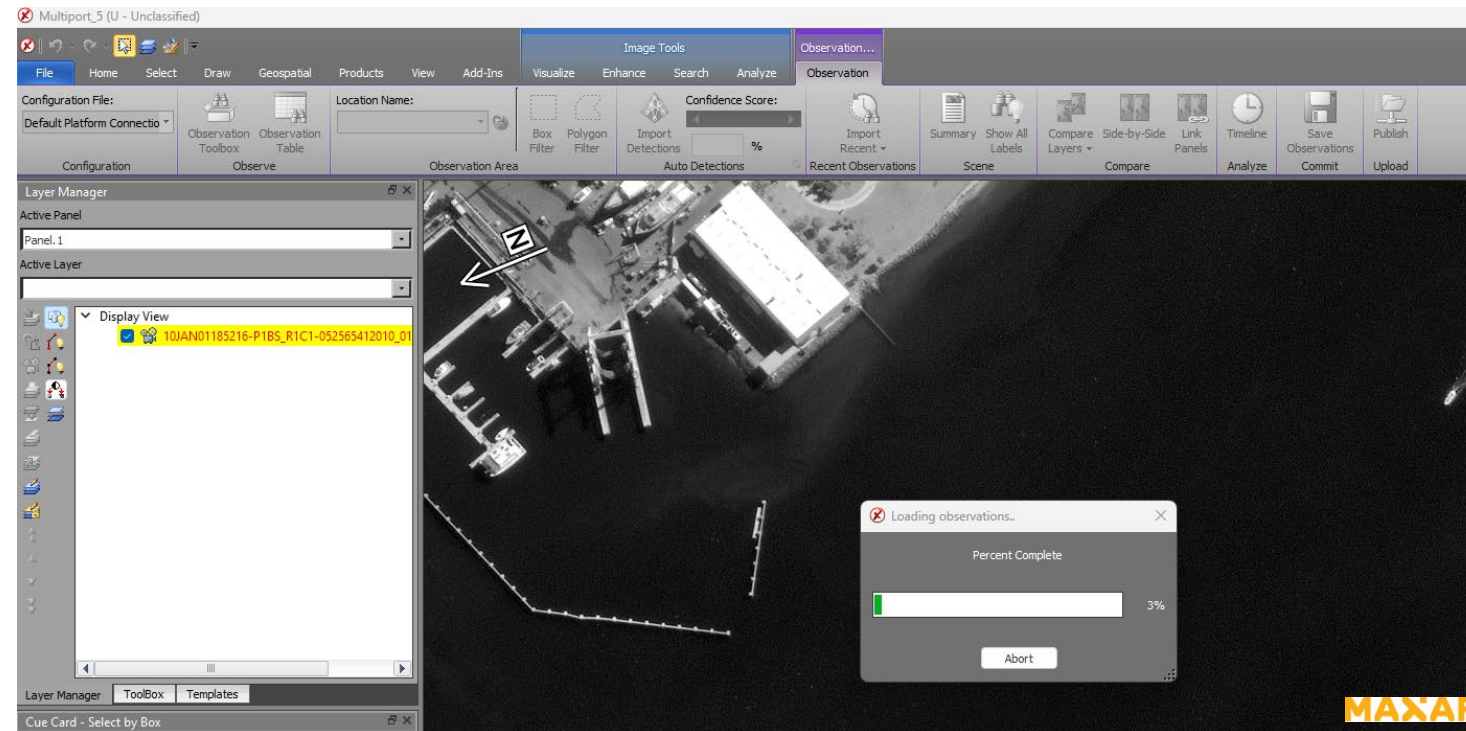 Multiport_5 (U - Unclassified)
Image Tools
Observation...
File Home Select Draw Geospatial Products View Add-Ins Visualize Enhance Search Analyze Observation
Configuration File:
Default Platform Connectio
Configuration
Observation Toolbox
Observation Table
Observe
Location Name:
Observation Area
Box Filter
Polygon Filter
Import Detections
Confidence Score:
%
Auto Detections
Import Recent
Recent Observations
Summary
Show All Labels
Scene
Compare Layers
Side-by-Side
Link Panels
Compare
Timeline
Analyze
Save Observations
Commit
Publish
Upload
Layer Manager
Active Panel
Panel.1
Active Layer
Display View
10JAN01185216-P1BS_R1C1-052565412010_01
N
Loading observations..
Percent Complete
3%
Abort
Layer Manager ToolBox Templates
Cue Card - Select by Box
MAXAR